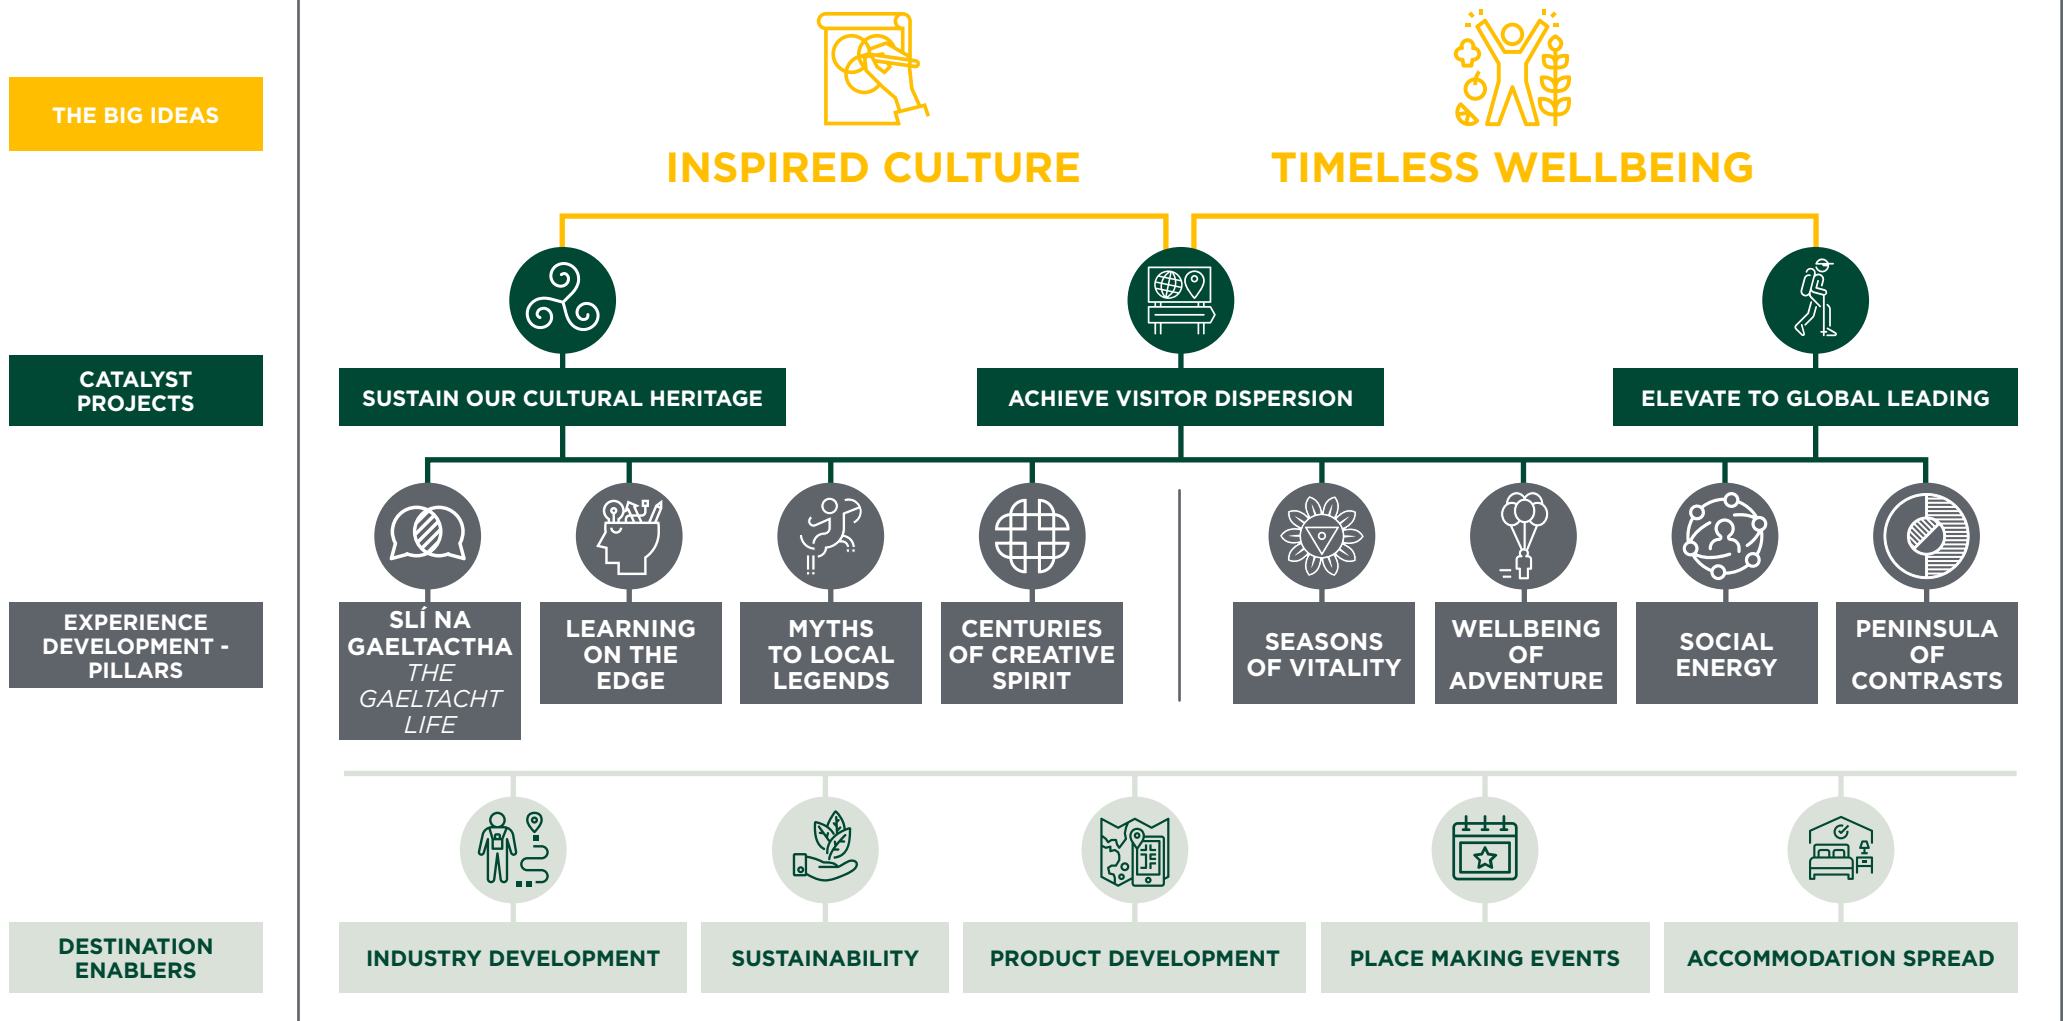 THE BIG IDEAS
INSPIRED CULTURE
TIMELESS WELLBEING
CATALYST
PROJECTS
SUSTAIN OUR CULTURAL HERITAGE
ACHIEVE VISITOR DISPERSION
ELEVATE TO GLOBAL LEADING
EXPERIENCE
DEVELOPMENT -
PILLARS
SLÍ NA
GAELTACTHA
THE
GAELTACHT
LIFE
LEARNING
ON THE
EDGE
MYTHS
TO LOCAL
LEGENDS
CENTURIES
OF CREATIVE
SPIRIT
SEASONS
OF VITALITY
WELLBEING
OF
ADVENTURE
SOCIAL
ENERGY
PENINSULA
OF
CONTRASTS
DESTINATION
ENABLERS
INDUSTRY DEVELOPMENT
SUSTAINABILITY
PRODUCT DEVELOPMENT
PLACE MAKING EVENTS
ACCOMMODATION SPREAD